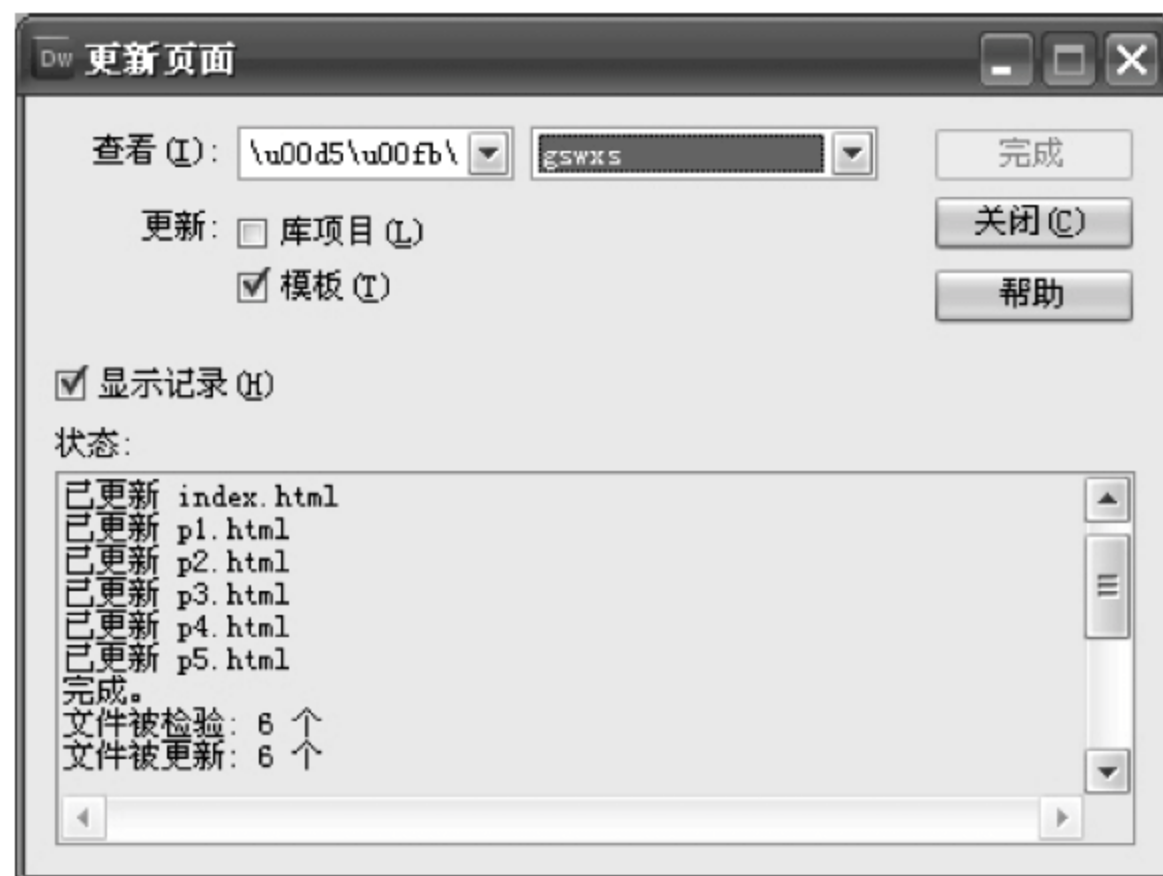 Dw 更新页面
查看(I): \u00d5\u00fb\ gswxs 完成
更新: 库项目(L) 关闭(C)
模板(T) 帮助
显示记录(H)
状态:
已更新 index.html
已更新 p1.html
已更新 p2.html
已更新 p3.html
已更新 p4.html
已更新 p5.html
完成。
文件被检验: 6 个
文件被更新: 6 个